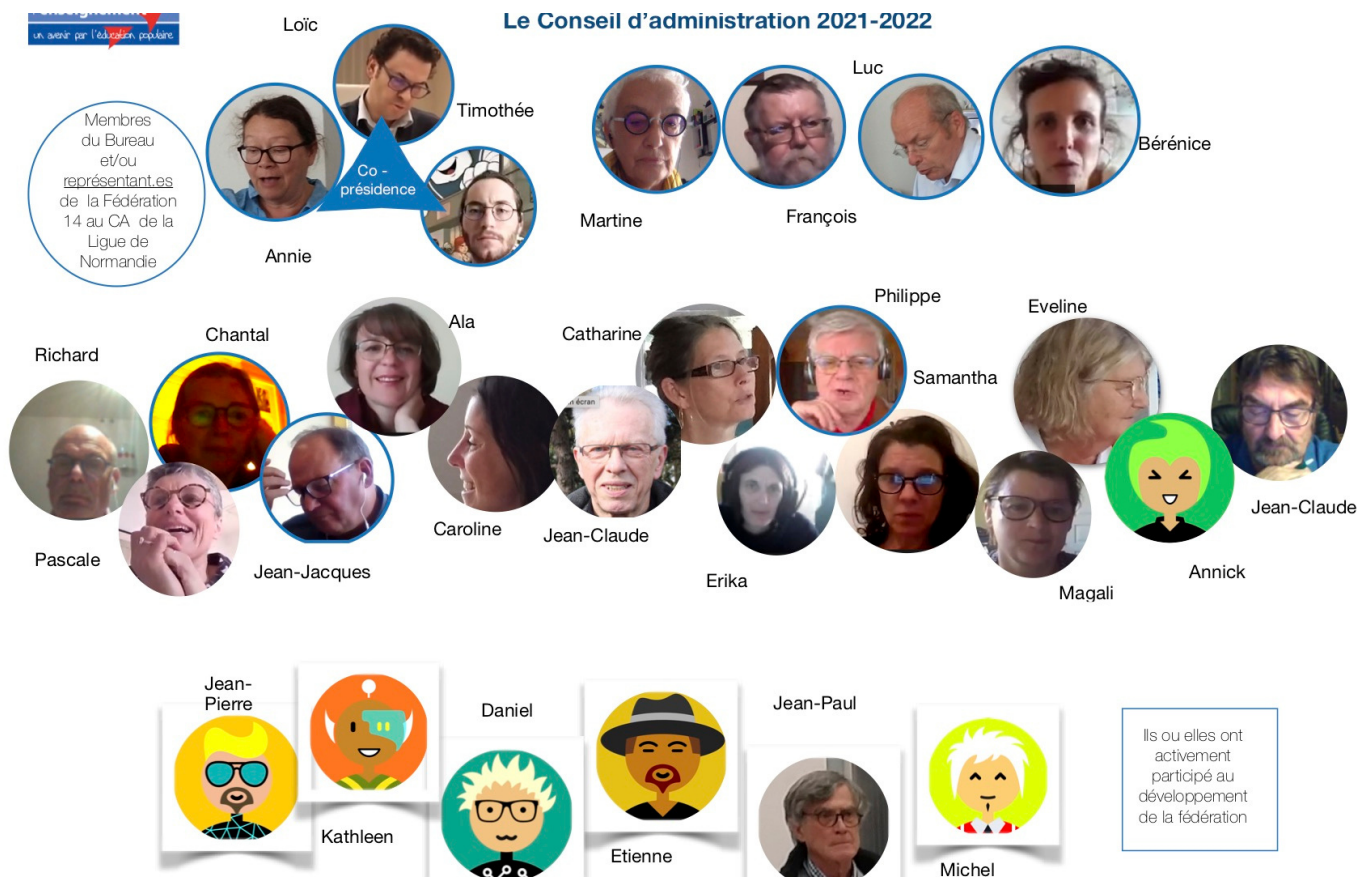 l'enseignement
un avenir par l'éducation populaire
Le Conseil d'administration 2021-2022
Loïc
Timothée
Luc
Bérénice
Membres
du Bureau
et/ou
représentant.es
de la Fédération
14 au CA de la
Ligue de
Normandie
Co -
présidence
Annie
Martine
François
Richard
Chantal
Ala
Catharine
Philippe
Samantha
Eveline
n écran
Pascale
Jean-Jacques
Caroline
Jean-Claude
Erika
Magali
Annick
Jean-Claude
Jean-
Pierre
Kathleen
Daniel
Etienne
Jean-Paul
Michel
Ils ou elles ont
activement
participé au
développement
de la fédération